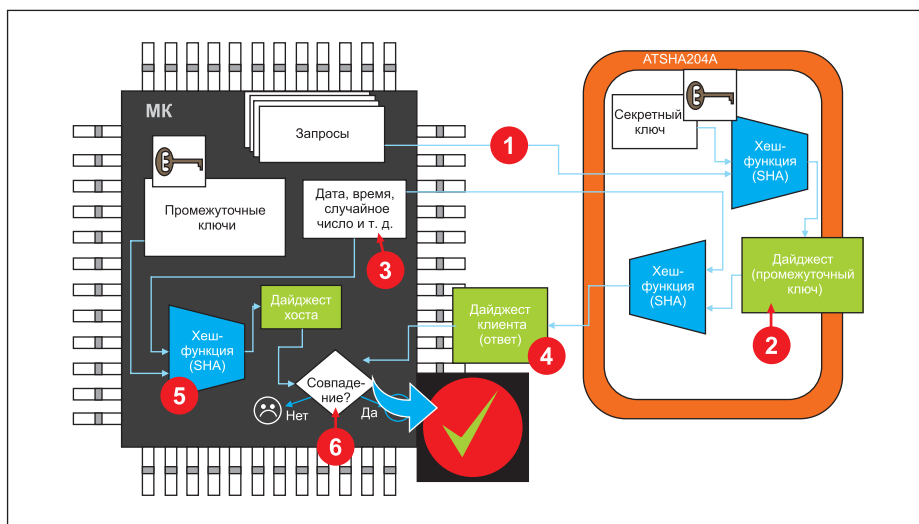 ATSHA204A
МК
Запросы
Секретный
ключ
1
Хеш-
функция
(SHA)
Промежуточные
ключи
Дата, время,
случайное
число и т. д.
3
Хеш-
функция
(SHA)
Дайджест
(промежуточный
ключ)
2
Дайджест
хоста
Дайджест
клиента
(ответ)
4
Хеш-
функция
(SHA)
5
Совпаде-
ние?
Нет
Да
6